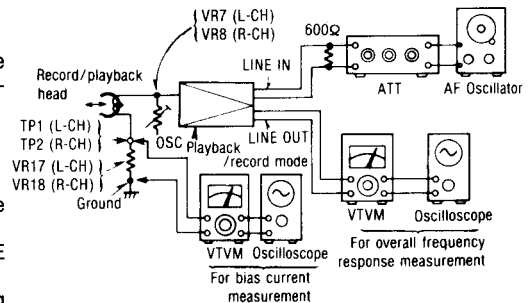 VR7 (L-CH)
VR8 (R-CH)
600Ω
LINE IN
ATT
AF Oscillator
Record/playback
head
TP1 (L-CH)
TP2 (R-CH)
OSC
Playback
/record mode
LINE OUT
VR17 (L-CH)
VR18 (R-CH)
Ground
VTVM
Oscilloscope
For bias current
measurement
VTVM
Oscilloscope
For overall frequency
response measurement
e
e
E